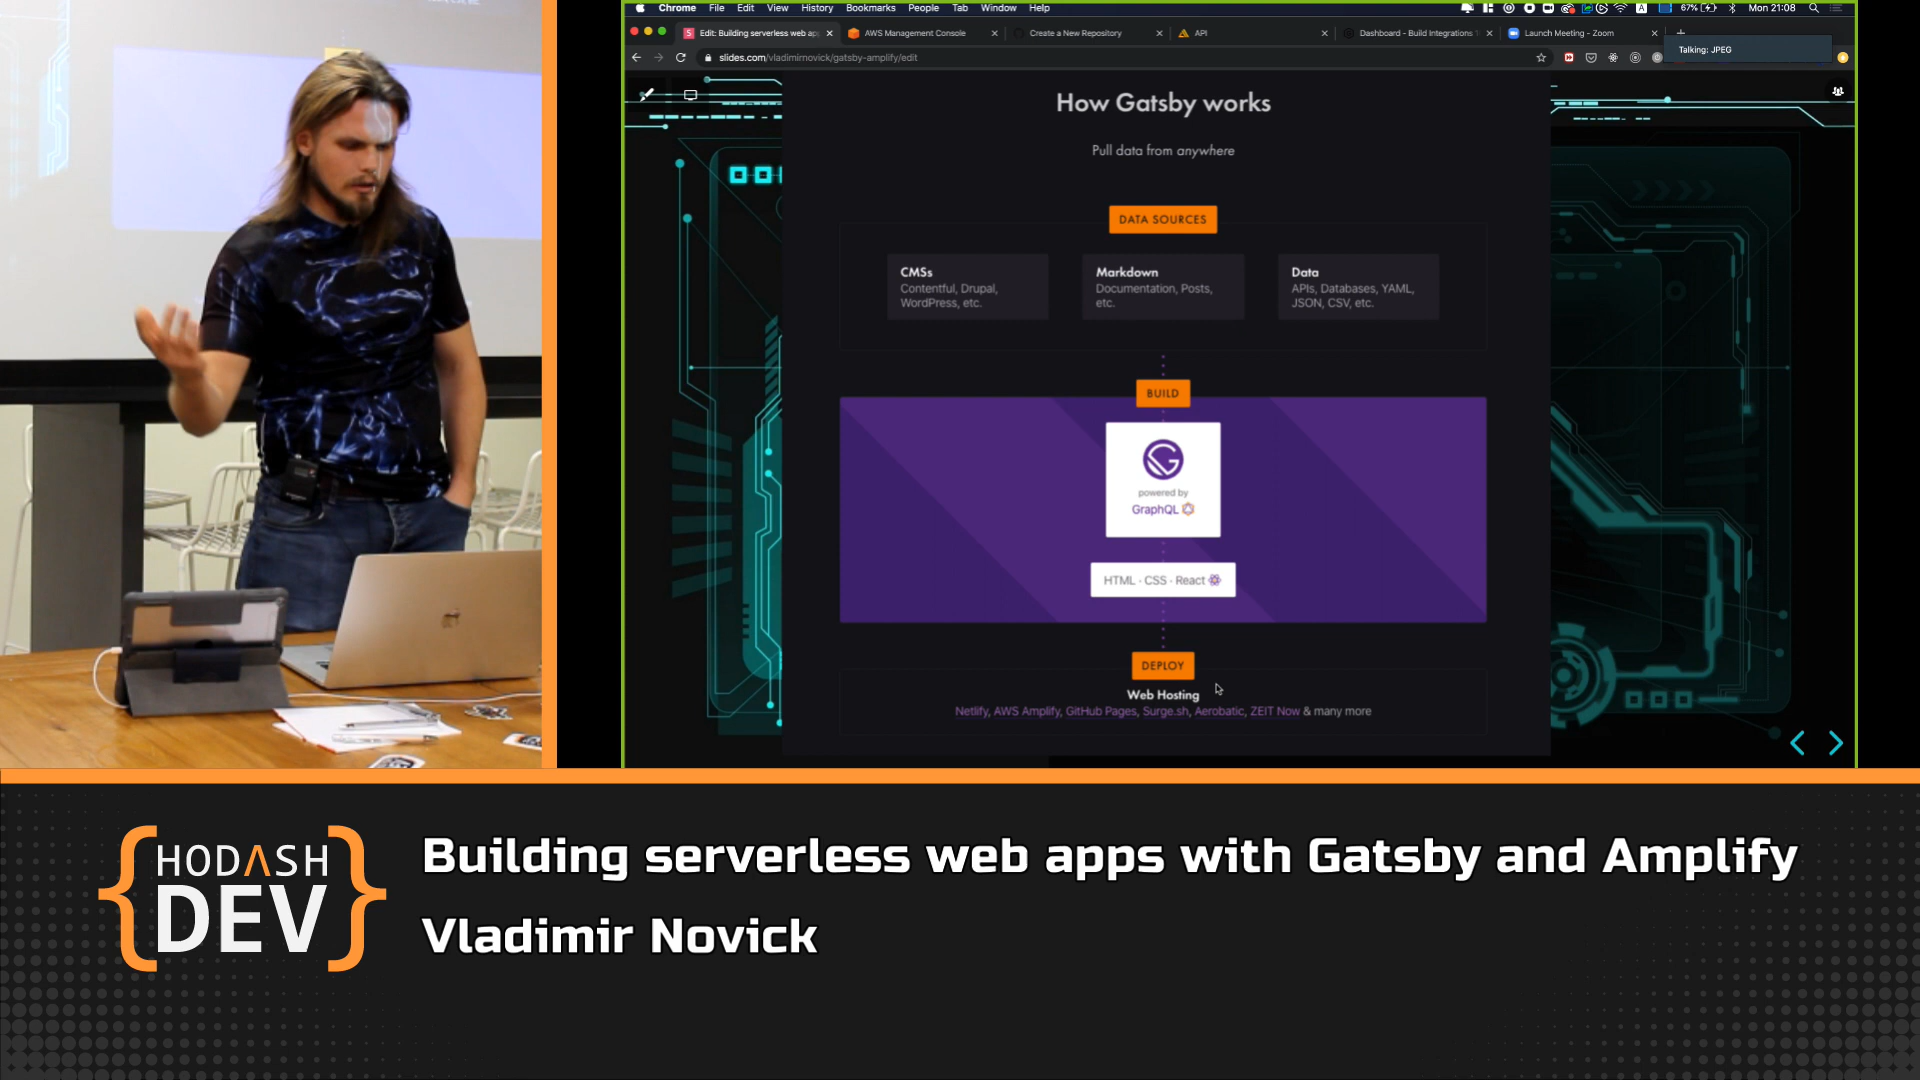 Chrome File Edit View History Bookmarks People Tab Window Help
67% Mon 21:08
Edit: Building serverless web ap
AWS Management Console
Create a New Repository
API
Dashboard - Build Integrations
Launch Meeting - Zoom
Talking: JPEG
slides.com/vladimirnovick/gatsby-amplify/edit
How Gatsby works
Pull data from anywhere
DATA SOURCES
CMSs
Contentful, Drupal,
WordPress, etc.
Markdown
Documentation, Posts,
etc.
Data
APIs, Databases, YAML,
JSON, CSV, etc.
BUILD
powered by
GraphQL
HTML · CSS · React
DEPLOY
Web Hosting
Netlify, AWS Amplify, GitHub Pages, Surge.sh, Aerobatic, ZEIT Now & many more
HODASH
DEV
Building serverless web apps with Gatsby and Amplify
Vladimir Novick